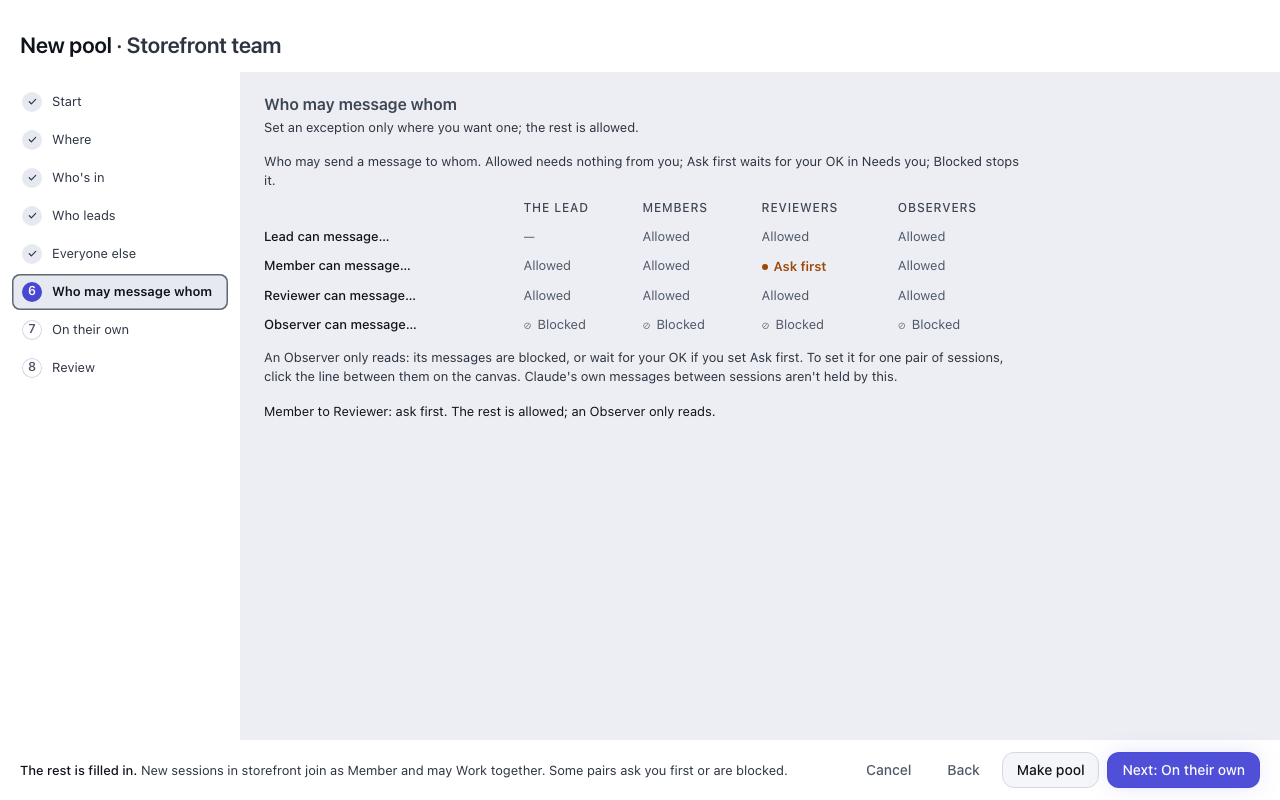 New pool · Storefront team
Start
Where
Who's in
Who leads
Everyone else
6 Who may message whom
7 On their own
8 Review
Who may message whom
Set an exception only where you want one; the rest is allowed.
Who may send a message to whom. Allowed needs nothing from you; Ask first waits for your OK in Needs you; Blocked stops
it.
THE LEAD MEMBERS REVIEWERS OBSERVERS
Lead can message... — Allowed Allowed Allowed
Member can message... Allowed Allowed Ask first Allowed
Reviewer can message... Allowed Allowed Allowed Allowed
Observer can message... Blocked Blocked Blocked Blocked
An Observer only reads: its messages are blocked, or wait for your OK if you set Ask first. To set it for one pair of sessions,
click the line between them on the canvas. Claude's own messages between sessions aren't held by this.
Member to Reviewer: ask first. The rest is allowed; an Observer only reads.
The rest is filled in. New sessions in storefront join as Member and may Work together. Some pairs ask you first or are blocked.
Cancel Back Make pool Next: On their own